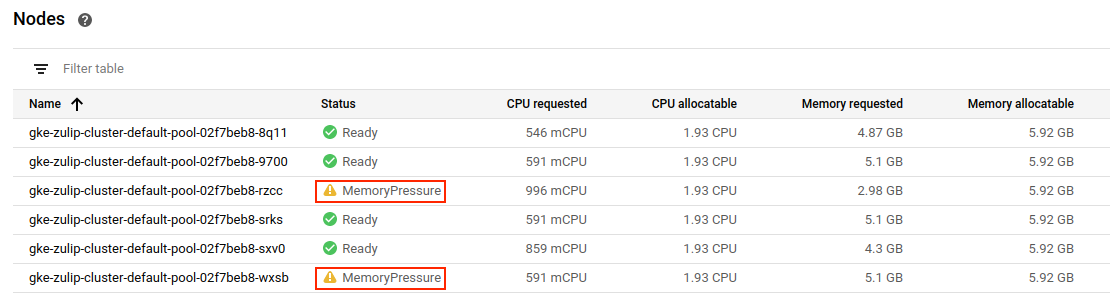 Nodes ?
Filter table
Name Status CPU requested CPU allocatable Memory requested Memory allocatable
gke-zulip-cluster-default-pool-02f7beb8-8q11 Ready 546 mCPU 1.93 CPU 4.87 GB 5.92 GB
gke-zulip-cluster-default-pool-02f7beb8-9700 Ready 591 mCPU 1.93 CPU 5.1 GB 5.92 GB
gke-zulip-cluster-default-pool-02f7beb8-rzcc MemoryPressure 996 mCPU 1.93 CPU 2.98 GB 5.92 GB
gke-zulip-cluster-default-pool-02f7beb8-srks Ready 591 mCPU 1.93 CPU 5.1 GB 5.92 GB
gke-zulip-cluster-default-pool-02f7beb8-sxv0 Ready 859 mCPU 1.93 CPU 4.3 GB 5.92 GB
gke-zulip-cluster-default-pool-02f7beb8-wxsb MemoryPressure 591 mCPU 1.93 CPU 5.1 GB 5.92 GB